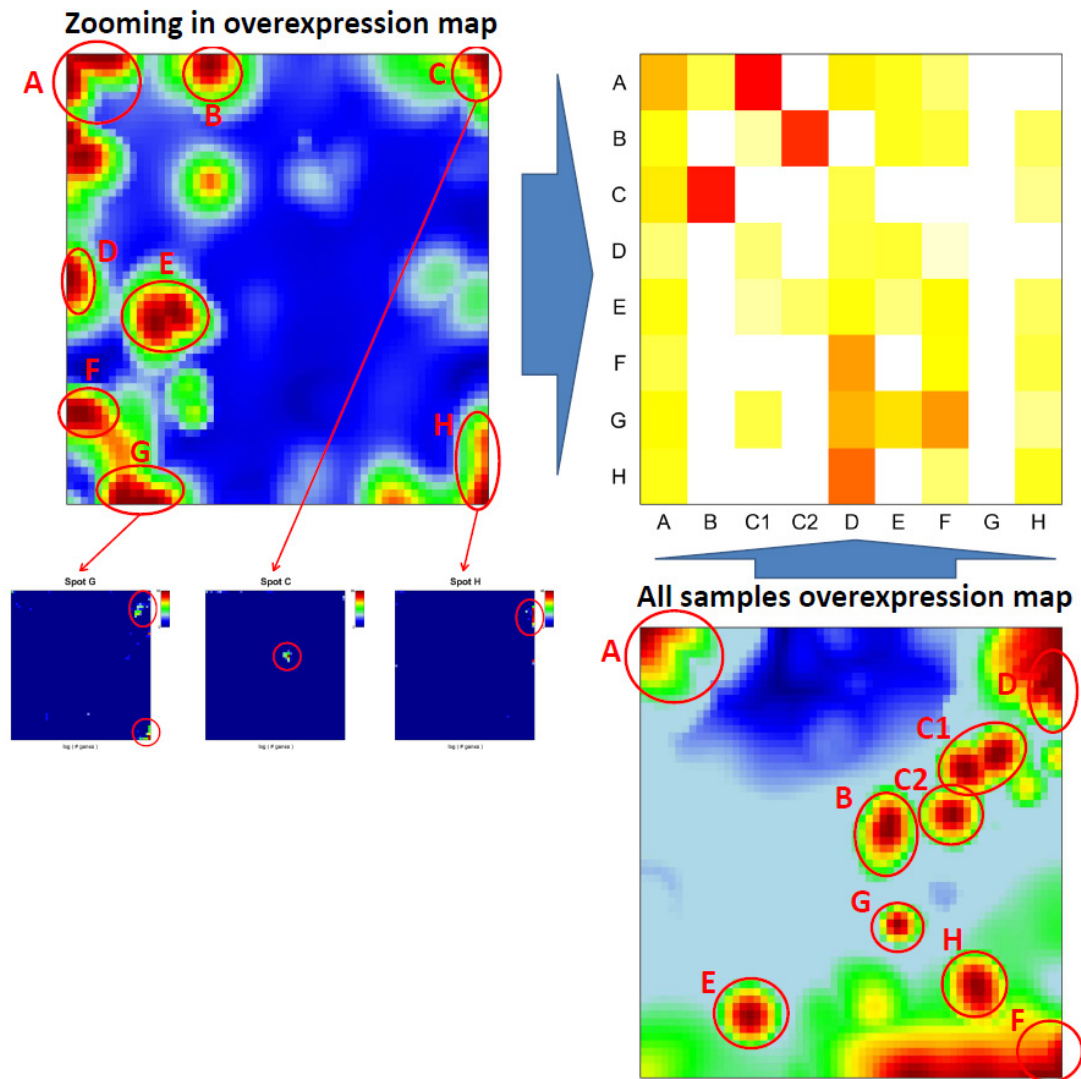 Zooming in overexpression map
A
B
C
D
E
F
G
H
A
B
C
D
E
F
G
H
A B C1 C2 D E F G H
Spot G
Spot C
Spot H
log ( # genes )
log ( # genes )
log ( # genes )
All samples overexpression map
A
D
C1
C2
B
G
H
E
F